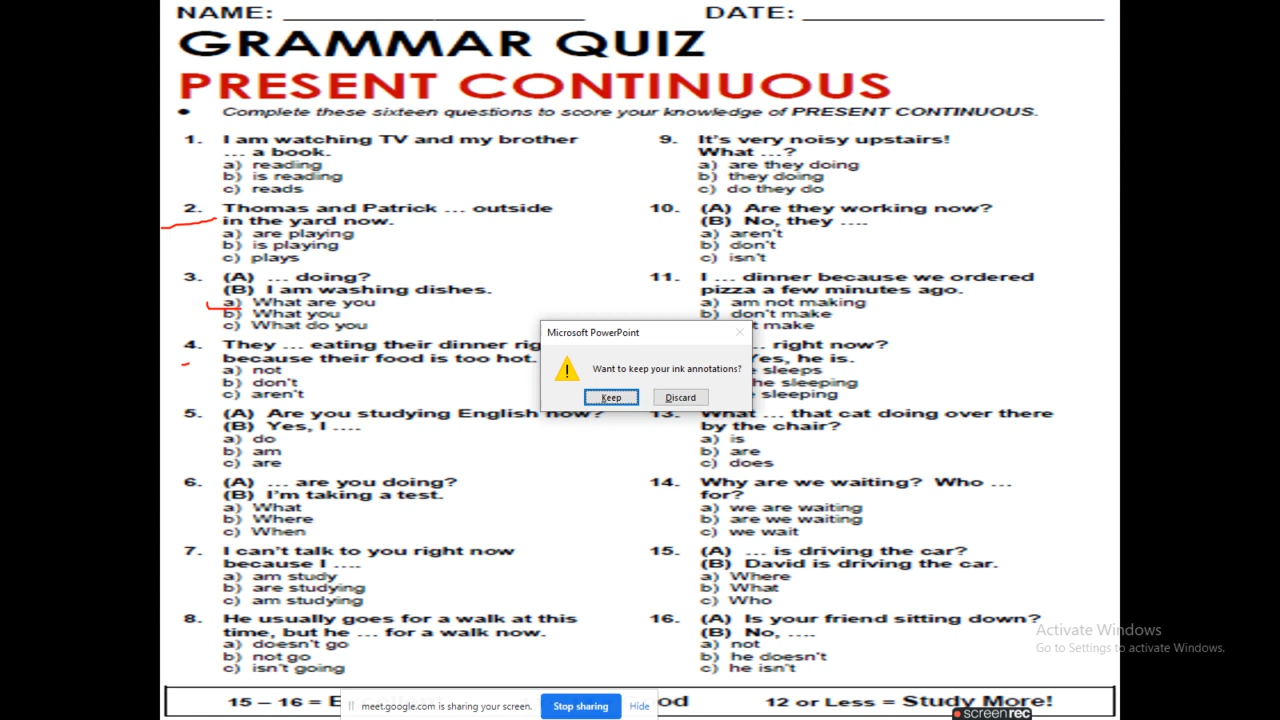 NAME: DATE:
GRAMMAR QUIZ
PRESENT CONTINUOUS
• Complete these sixteen questions to score your knowledge of PRESENT CONTINUOUS.
1. I am watching TV and my brother
… a book.
a) reading
b) is reading
c) reads
2. Thomas and Patrick … outside
in the yard now.
a) are playing
b) is playing
c) plays
3. (A) … doing?
(B) I am washing dishes.
a) What are you
b) What you
c) What do you
4. They … eating their dinner
because their food is too hot.
a) not
b) don't
c) aren't
5. (A) Are you studying English now?
(B) Yes, I ….
a) do
b) am
c) are
6. (A) … are you doing?
(B) I'm taking a test.
a) What
b) Where
c) When
7. I can't talk to you right now
because I ….
a) am study
b) are studying
c) am studying
8. He usually goes for a walk at this
time, but he … for a walk now.
a) doesn't go
b) not go
c) isn't going
9. It's very noisy upstairs!
What …?
a) are they doing
b) they doing
c) do they do
10. (A) Are they working now?
(B) No, they ….
a) aren't
b) don't
c) isn't
11. I … dinner because we ordered
pizza a few minutes ago.
a) am not making
b) don't make
make
right now?
he is.
sleeps
he sleeping
sleeping
13. What … that cat doing over there
by the chair?
a) is
b) are
c) does
14. Why are we waiting? Who …
for?
a) we are waiting
b) are we waiting
c) we wait
15. (A) … is driving the car?
(B) David is driving the car.
a) Where
b) What
c) Who
16. (A) Is your friend sitting down?
(B) No, ….
a) not
b) he doesn't
c) he isn't
15 – 16 = 12 or Less = Study More!
Microsoft PowerPoint
Want to keep your ink annotations?
Keep Discard
meet.google.com is sharing your screen. Stop sharing Hide
Activate Windows
Go to Settings to activate Windows.
screenrec